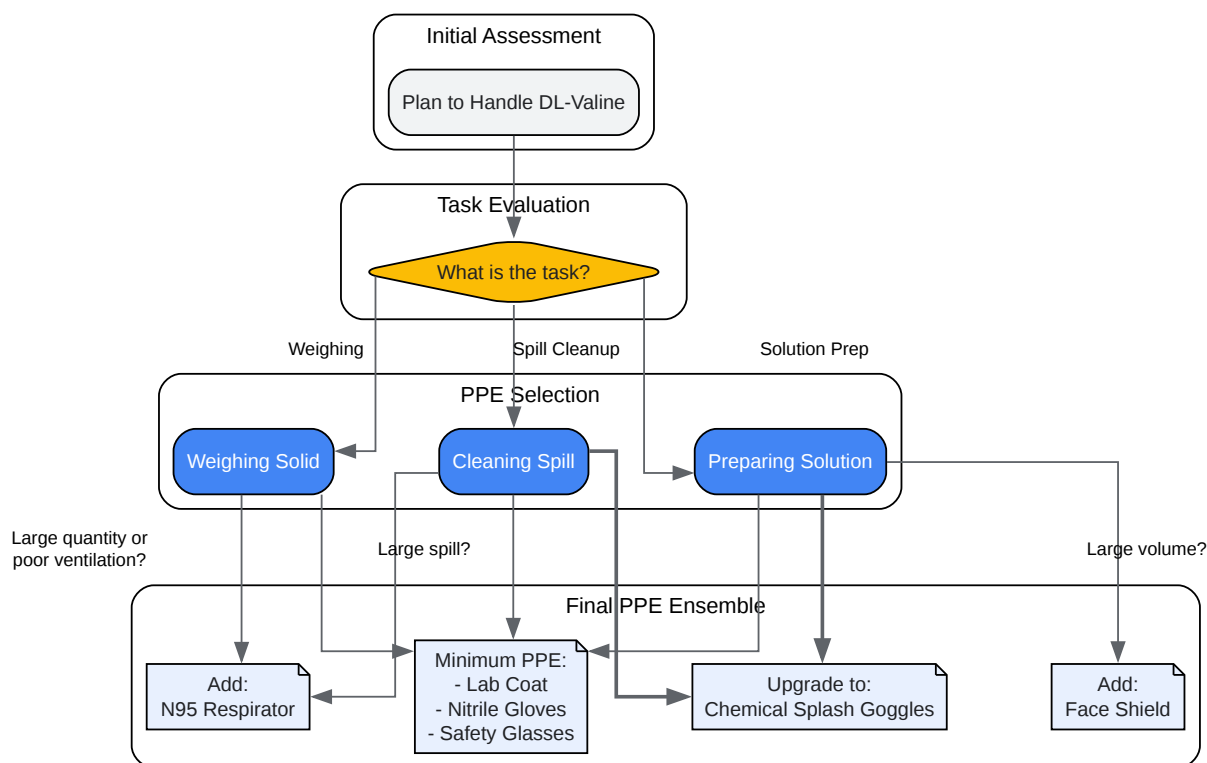 Initial Assessment
Plan to Handle DL-Valine
Task Evaluation
What is the task?
Weighing
Spill Cleanup
Solution Prep
PPE Selection
Weighing Solid
Cleaning Spill
Preparing Solution
Large quantity or
poor ventilation?
Large spill?
Large volume?
Final PPE Ensemble
Add:
N95 Respirator
Minimum PPE:
- Lab Coat
- Nitrile Gloves
- Safety Glasses
Upgrade to:
Chemical Splash Goggles
Add:
Face Shield